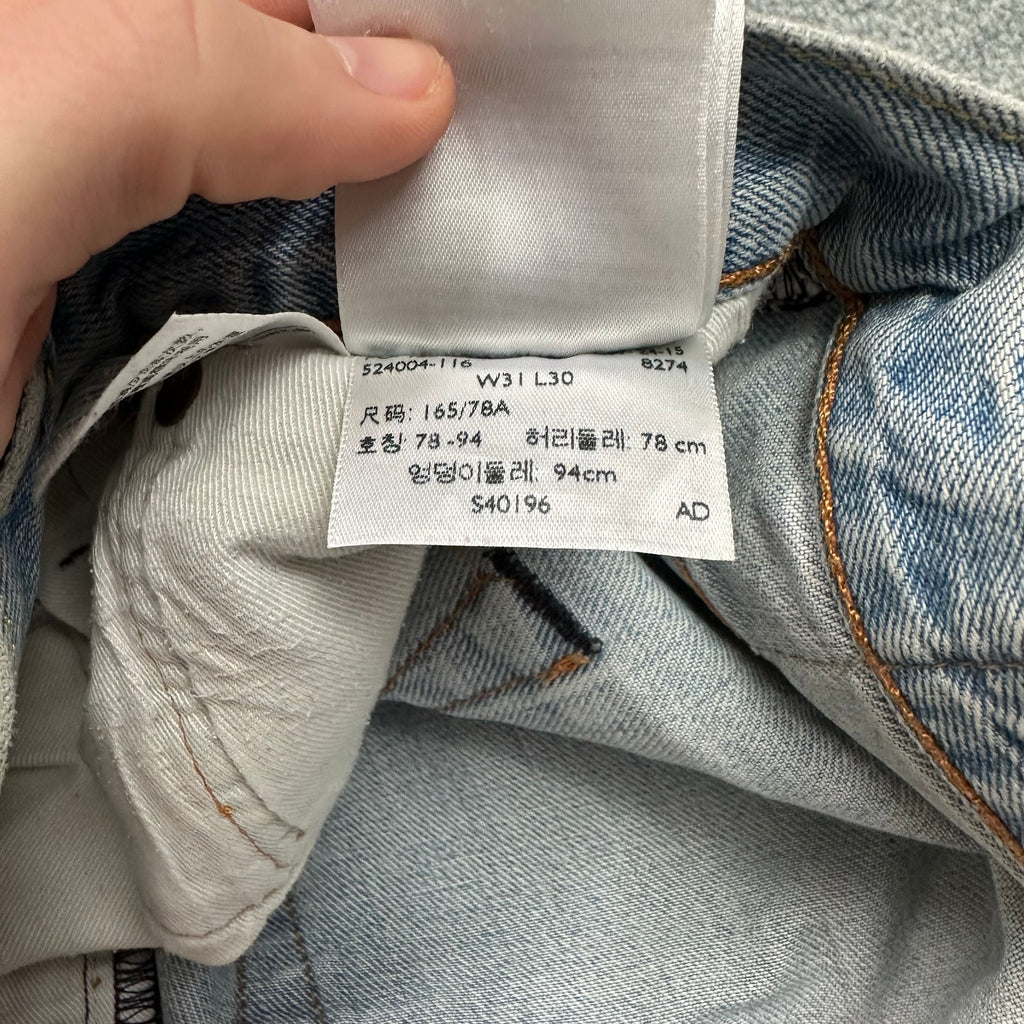 524004-116
8274
W31 L30
尺码: 165/78A
호칭 78-94 허리둘레: 78 cm
엉덩이둘레: 94cm
S40196 AD